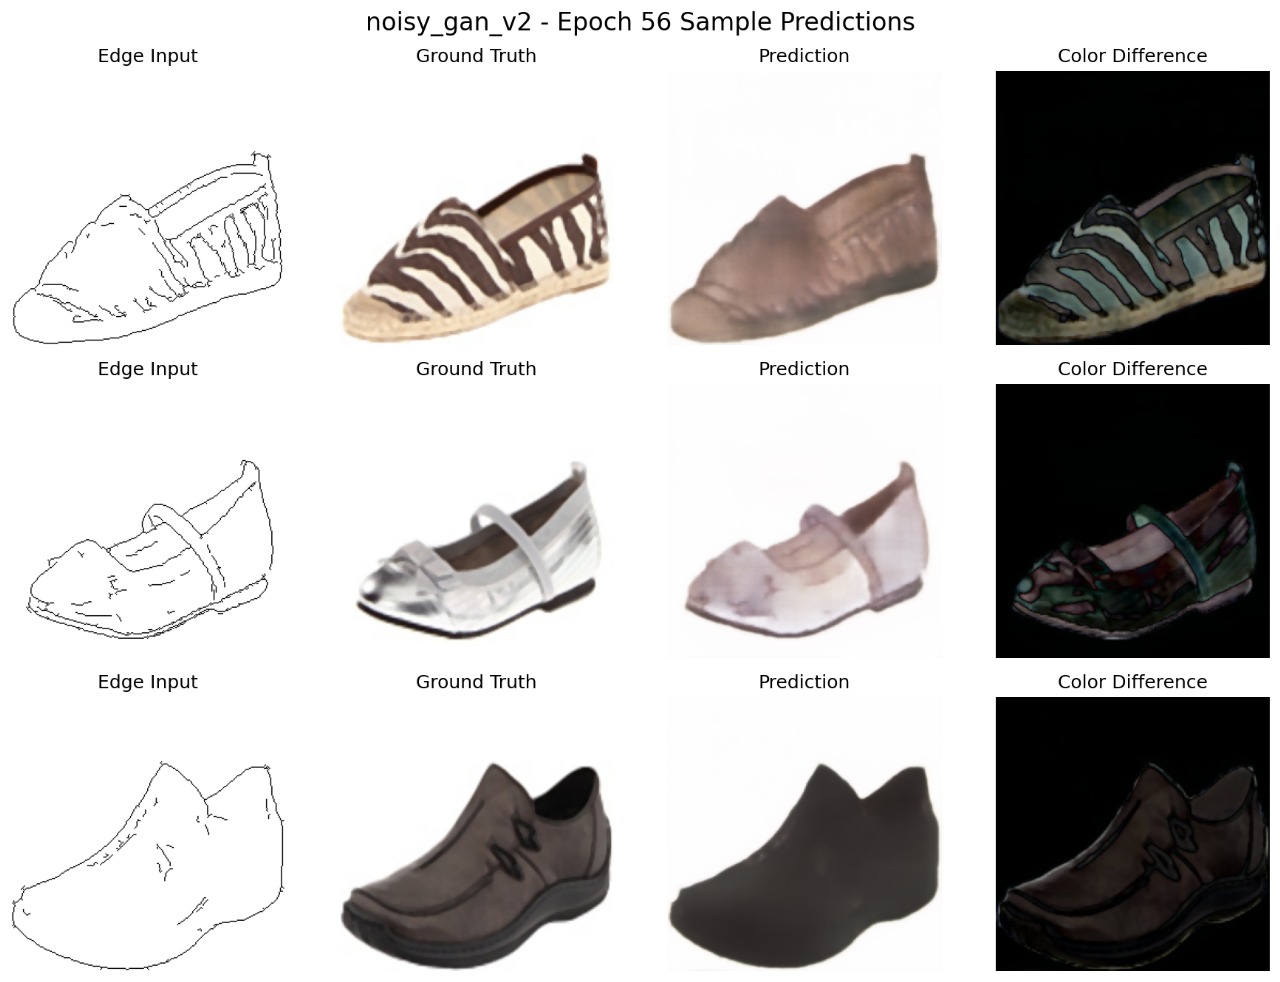 noisy_gan_v2 - Epoch 56 Sample Predictions
Edge Input
Ground Truth
Prediction
Color Difference
Edge Input
Ground Truth
Prediction
Color Difference
Edge Input
Ground Truth
Prediction
Color Difference